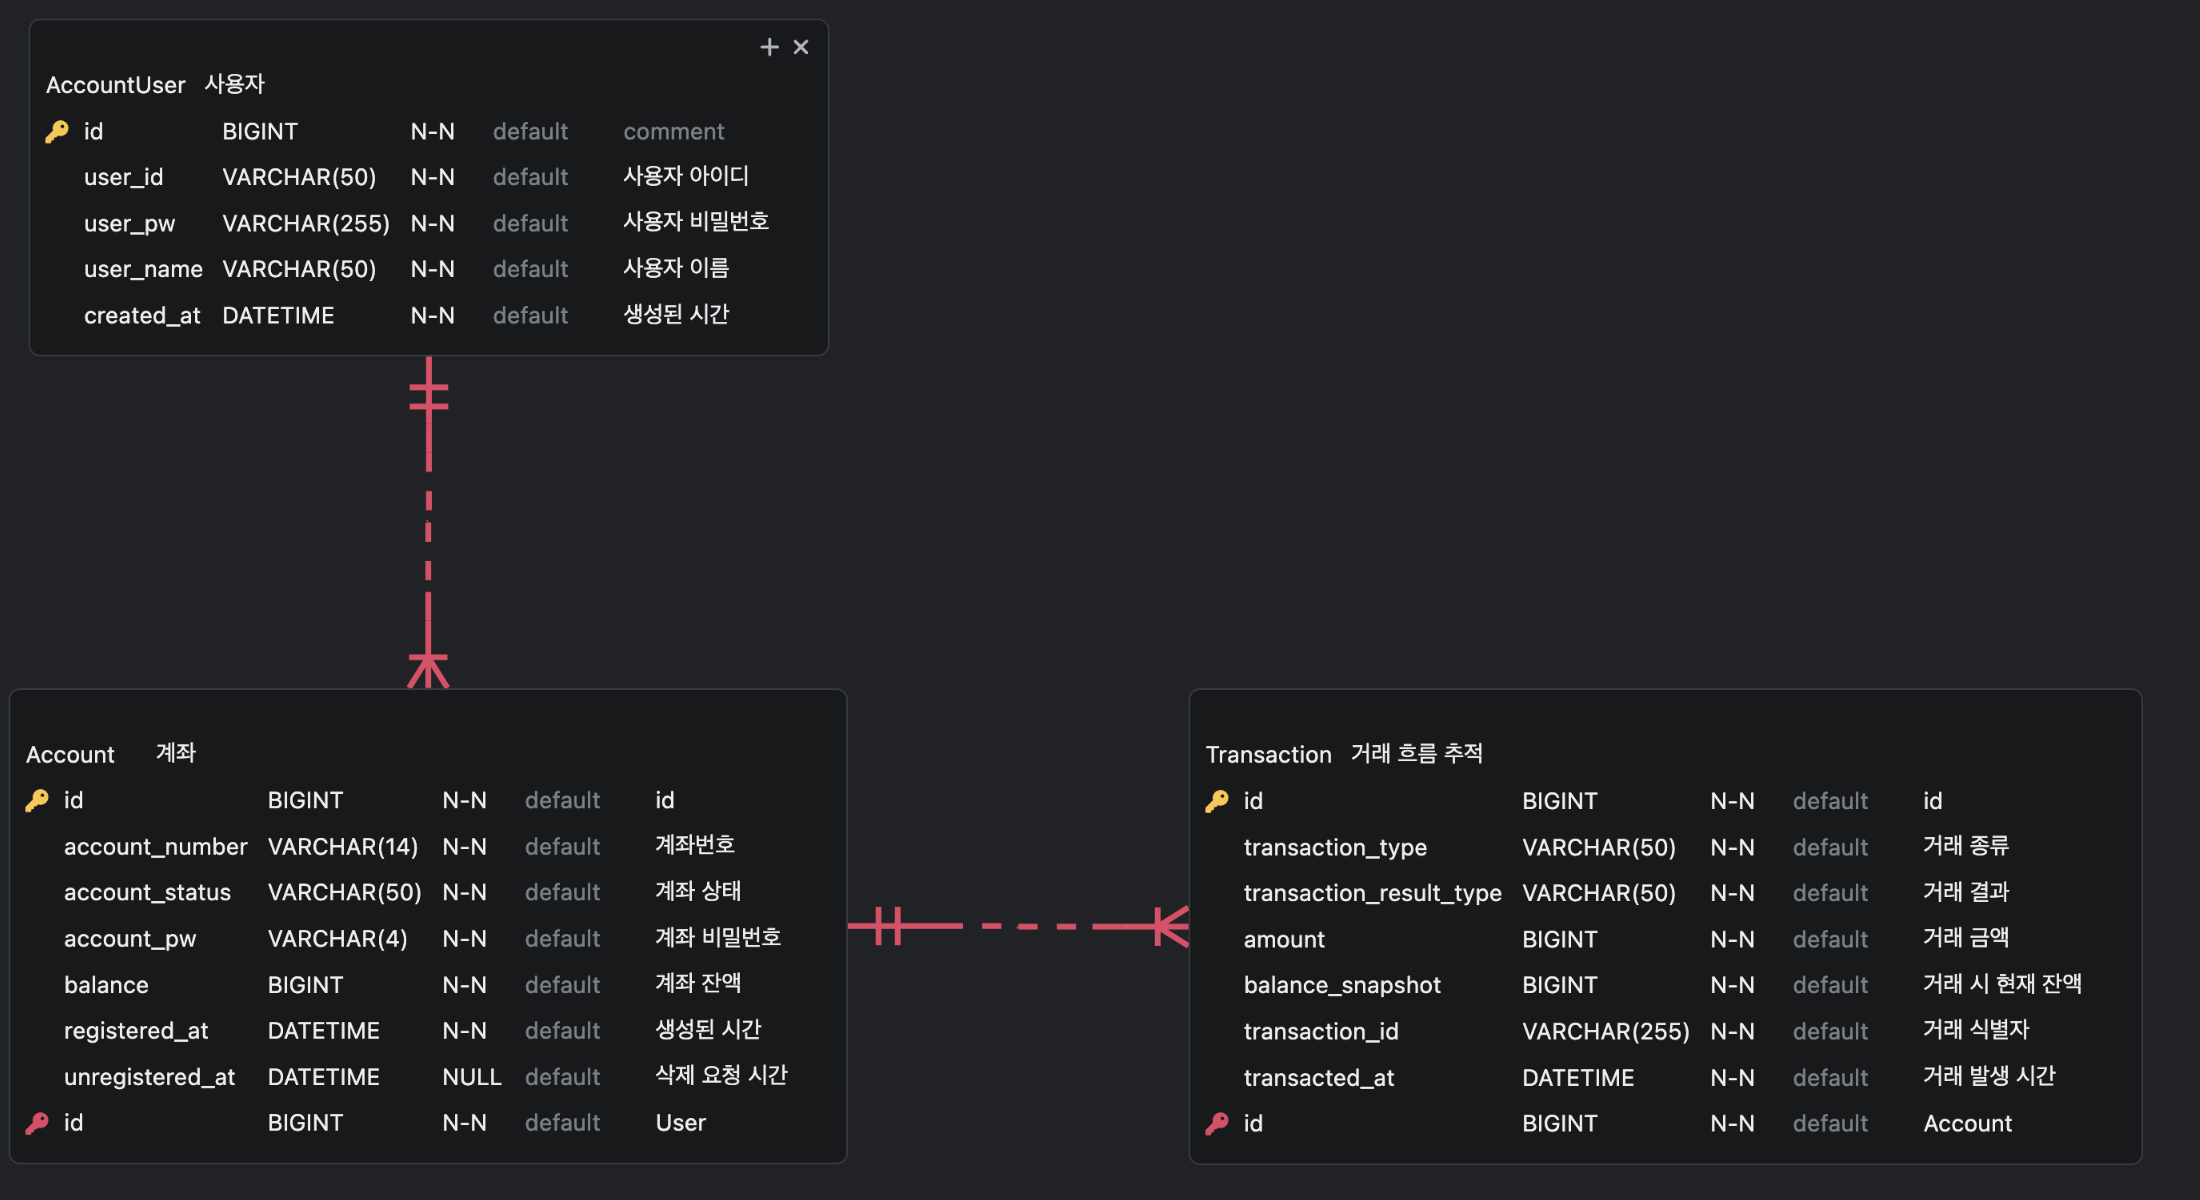 AccountUser 사용자
id BIGINT N-N default comment
user_id VARCHAR(50) N-N default 사용자 아이디
user_pw VARCHAR(255) N-N default 사용자 비밀번호
user_name VARCHAR(50) N-N default 사용자 이름
created_at DATETIME N-N default 생성된 시간
Account 계좌
id BIGINT N-N default id
account_number VARCHAR(14) N-N default 계좌번호
account_status VARCHAR(50) N-N default 계좌 상태
account_pw VARCHAR(4) N-N default 계좌 비밀번호
balance BIGINT N-N default 계좌 잔액
registered_at DATETIME N-N default 생성된 시간
unregistered_at DATETIME NULL default 삭제 요청 시간
id BIGINT N-N default User
Transaction 거래 흐름 추적
id BIGINT N-N default id
transaction_type VARCHAR(50) N-N default 거래 종류
transaction_result_type VARCHAR(50) N-N default 거래 결과
amount BIGINT N-N default 거래 금액
balance_snapshot BIGINT N-N default 거래 시 현재 잔액
transaction_id VARCHAR(255) N-N default 거래 식별자
transacted_at DATETIME N-N default 거래 발생 시간
id BIGINT N-N default Account